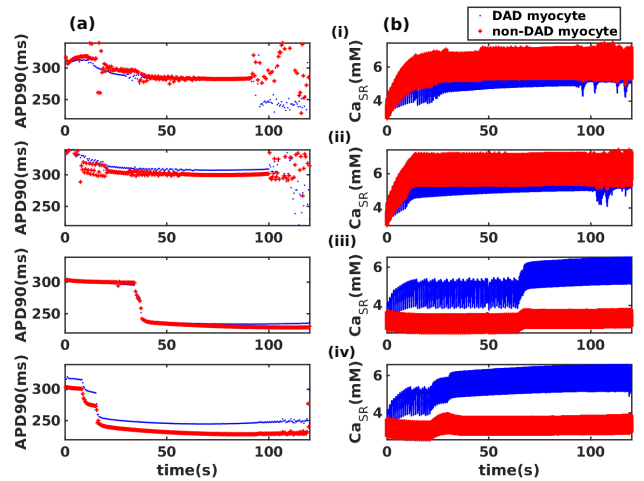 (a) (i) (b) DAD myocyte
non-DAD myocyte
APD90(ms) 300 250 0 50 100
Ca_SR(mM) 6 4 0 50 100
(ii)
APD90(ms) 300 250 0 50 100
Ca_SR(mM) 6 4 0 50 100
(iii)
APD90(ms) 300 250 0 50 100
Ca_SR(mM) 6 4 0 50 100
(iv)
APD90(ms) 300 250 0 50 100
Ca_SR(mM) 6 4 0 50 100
time(s) time(s)